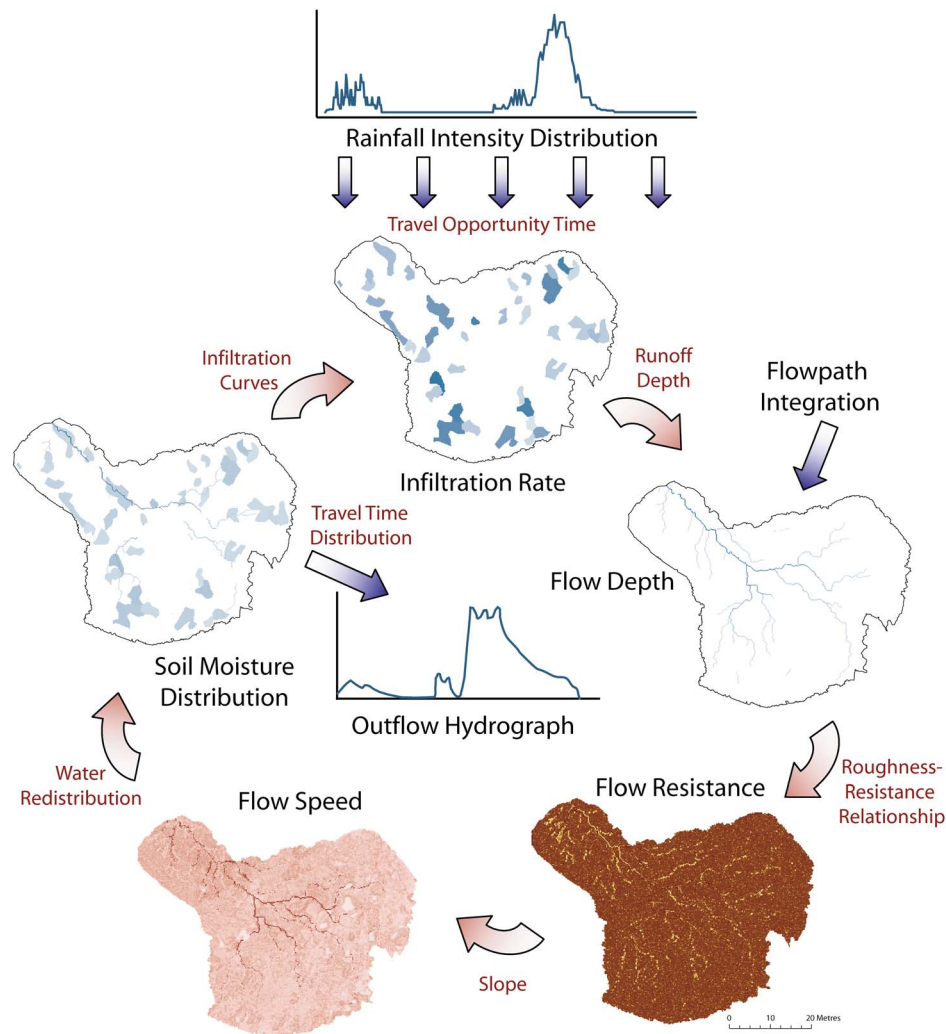 Rainfall Intensity Distribution
Travel Opportunity Time
Infiltration
Curves
Runoff
Depth
Flowpath
Integration
Infiltration Rate
Travel Time
Distribution
Flow Depth
Soil Moisture
Distribution
Outflow Hydrograph
Water
Redistribution
Flow Speed
Flow Resistance
Roughness-
Resistance
Relationship
Slope
0 10 20 Metres